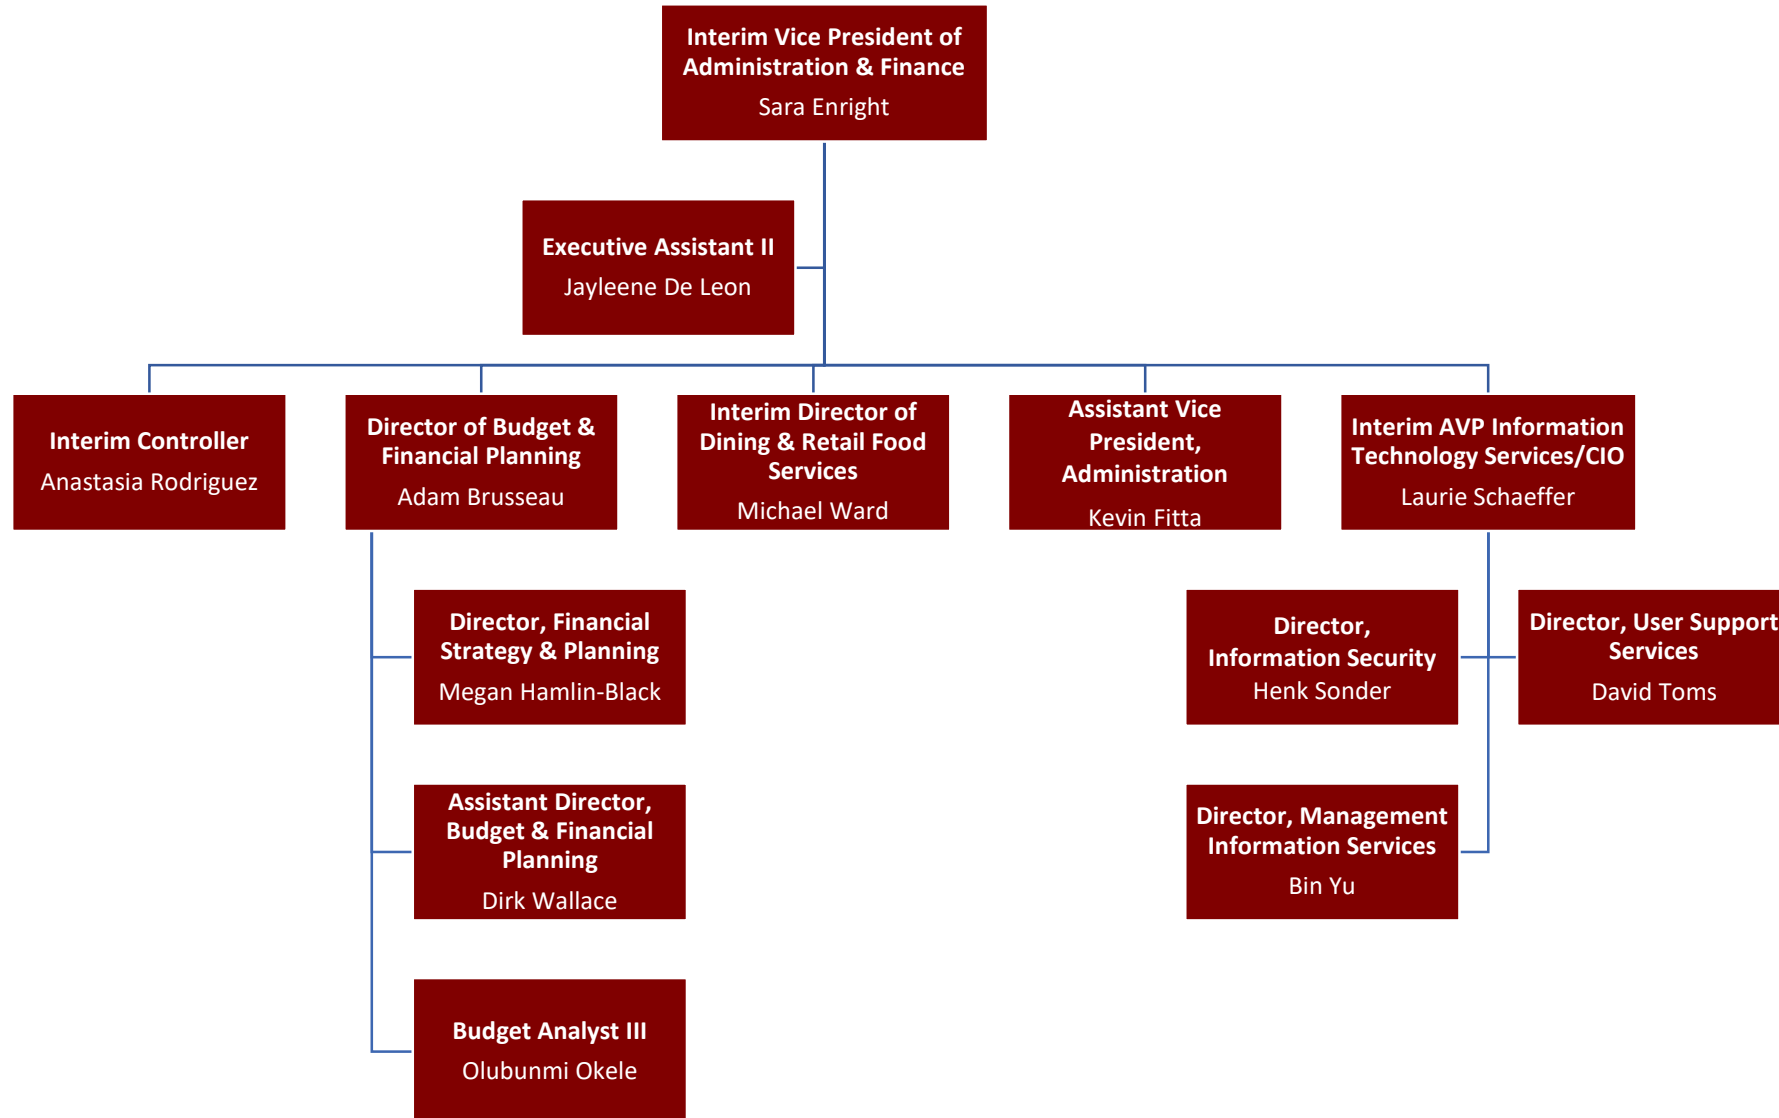 Interim Vice President of
Administration & Finance
Sara Enright
Executive Assistant II
Jayleene De Leon
Interim Controller
Anastasia Rodriguez
Director of Budget &
Financial Planning
Adam Brusseau
Interim Director of
Dining & Retail Food
Services
Michael Ward
Assistant Vice
President,
Administration
Kevin Fitta
Interim AVP Information
Technology Services/CIO
Laurie Schaeffer
Director, Financial
Strategy & Planning
Megan Hamlin-Black
Director,
Information Security
Henk Sonder
Director, User Support
Services
David Toms
Assistant Director,
Budget & Financial
Planning
Dirk Wallace
Director, Management
Information Services
Bin Yu
Budget Analyst III
Olubunmi Okele